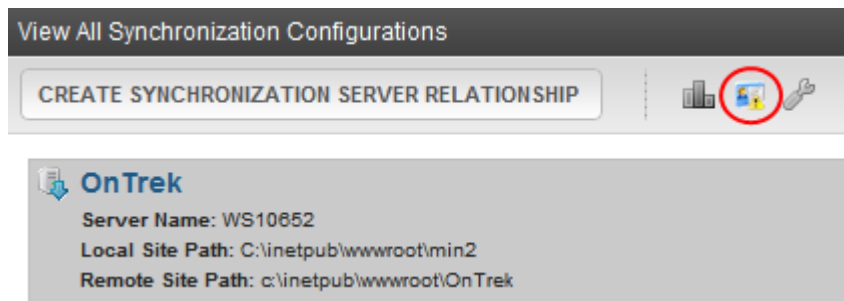 View All Synchronization Configurations
CREATE SYNCHRONIZATION SERVER RELATIONSHIP
OnTrek
Server Name: WS10652
Local Site Path: C:\inetpub\wwwroot\min2
Remote Site Path: c:\inetpub\wwwroot\OnTrek